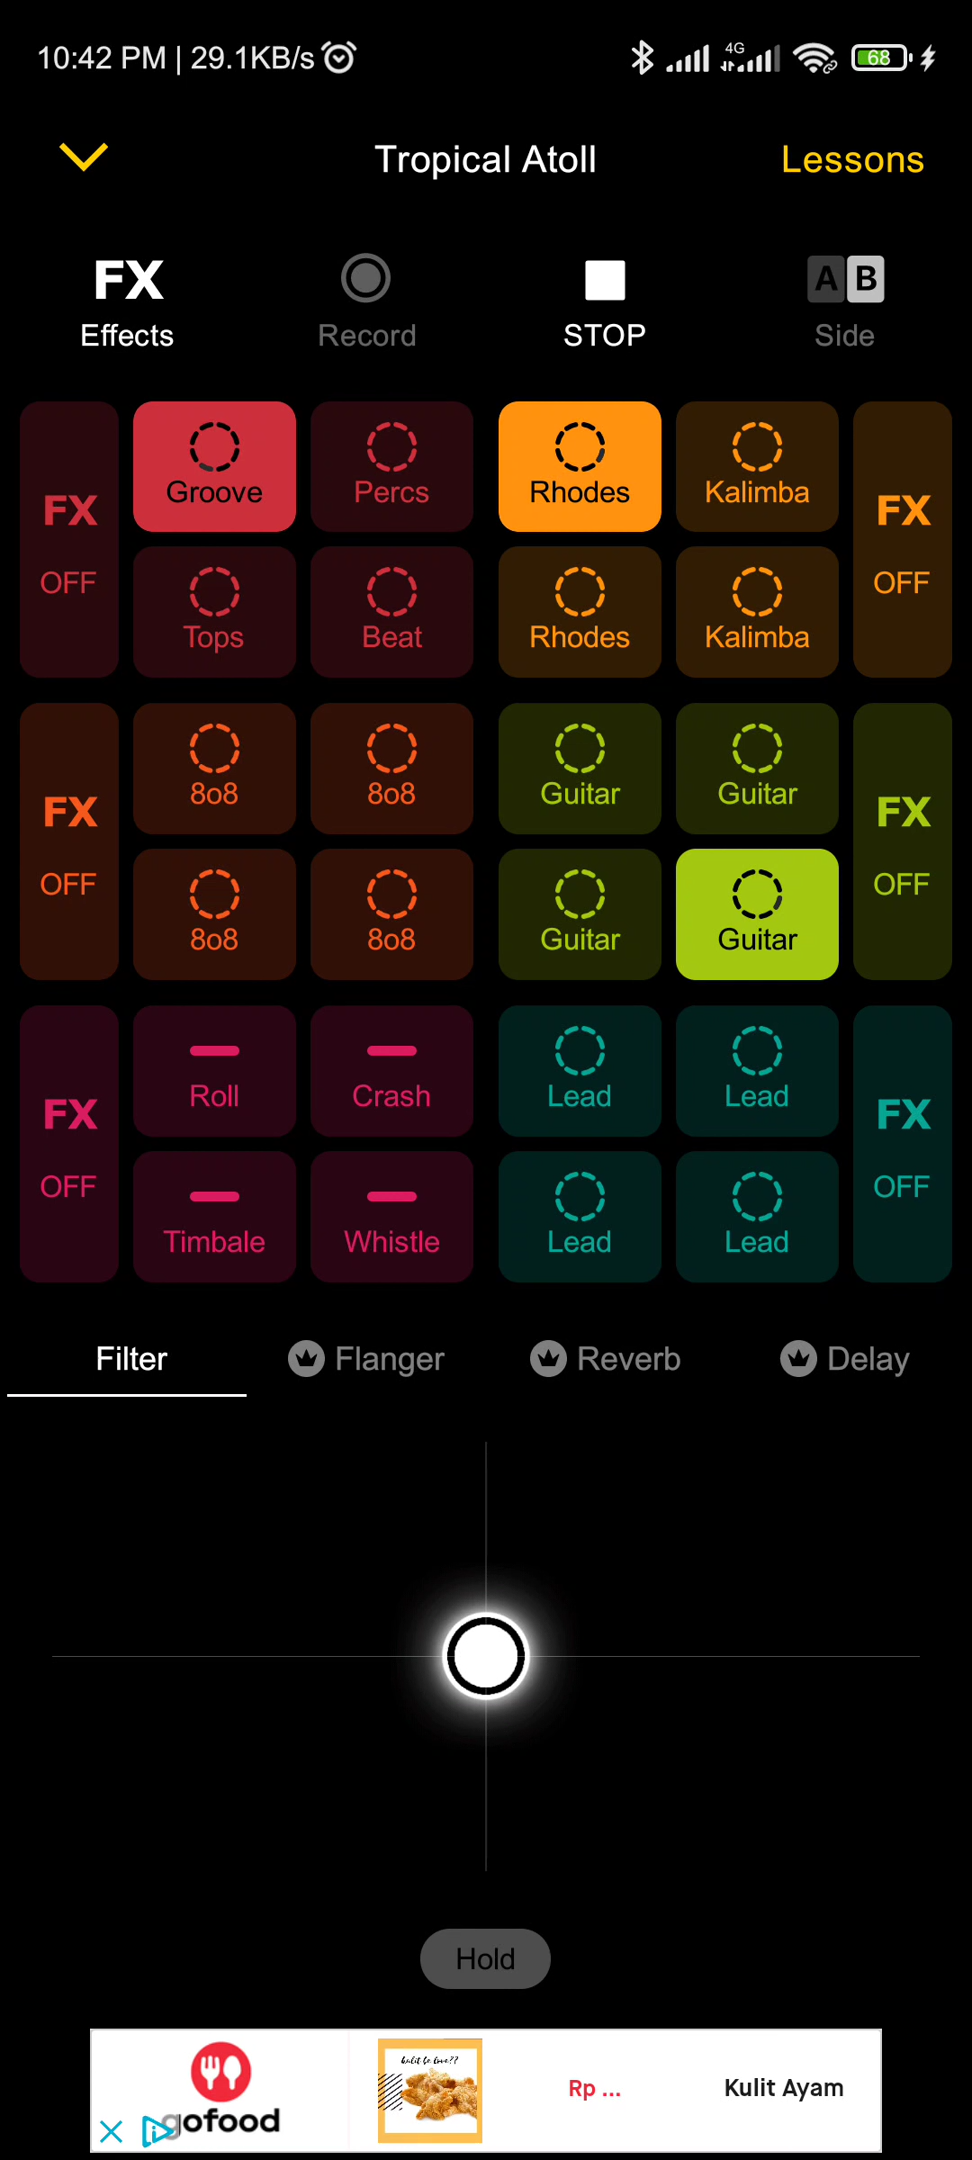 10:42 PM | 29.1KB/s
4G
68
Tropical Atoll
Lessons
FX
Effects
Record
STOP
A B
Side
FX
OFF
Groove
Percs
Rhodes
Kalimba
FX
OFF
Tops
Beat
Rhodes
Kalimba
FX
OFF
8o8
8o8
Guitar
Guitar
FX
OFF
8o8
8o8
Guitar
Guitar
FX
OFF
Roll
Crash
Lead
Lead
FX
OFF
Timbale
Whistle
Lead
Lead
Filter
Flanger
Reverb
Delay
Hold
gofood
kulit be love??
Rp ...
Kulit Ayam